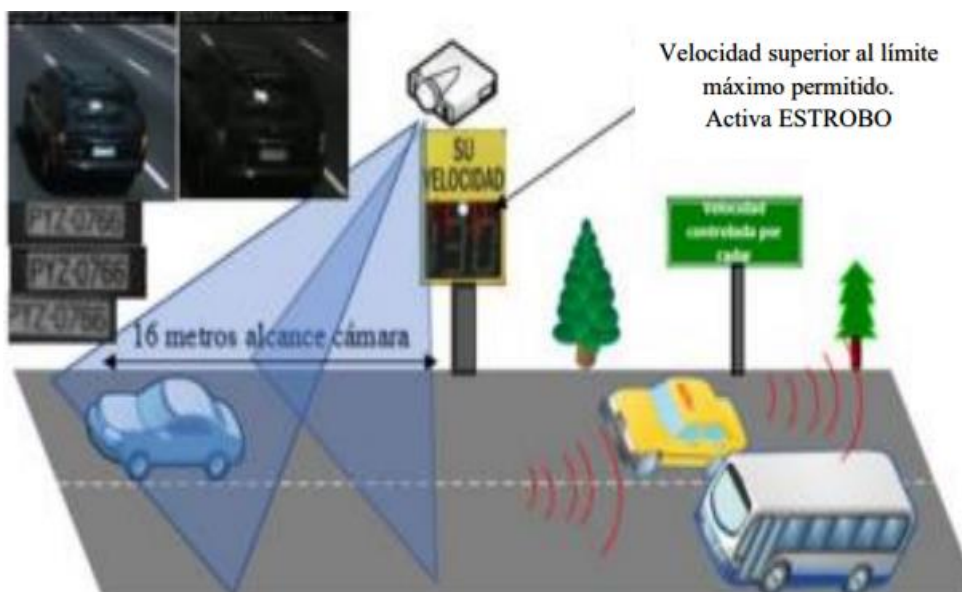 Velocidad superior al límite
máximo permitido.
Activa ESTROBO
SU
VELOCIDAD
Velocidad
controlada por
PYZ-0766
PYZ-0766
PYZ-0766
16 metros alcance cámara